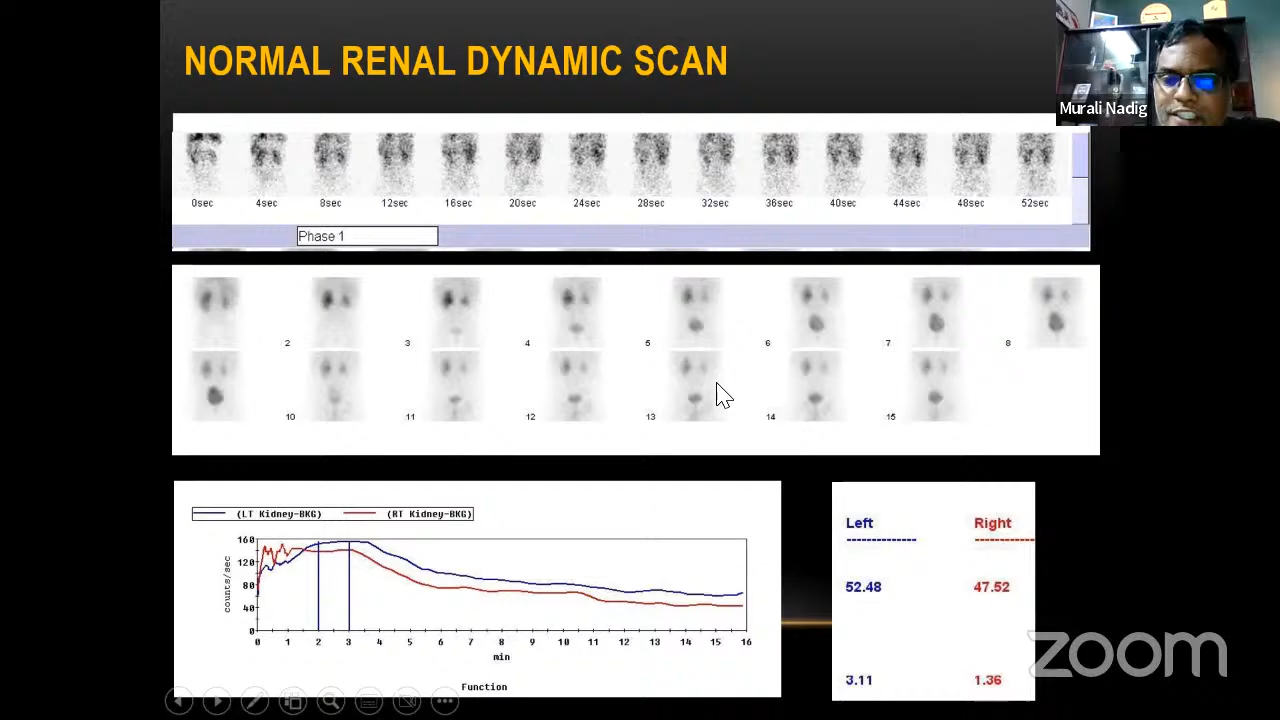 NORMAL RENAL DYNAMIC SCAN
Murali Nadig
0sec 4sec 8sec 12sec 16sec 20sec 24sec 28sec 32sec 36sec 40sec 44sec 48sec 52sec
Phase 1
2 3 4 5 6 7 8
10 11 12 13 14 15
(LT Kidney-BKG) (RT Kidney-BKG)
160
120
80
40
0
counts/sec
0 1 2 3 4 5 6 7 8 9 10 11 12 13 14 15 16
min
Function
Left Right
52.48 47.52
3.11 1.36
zoom